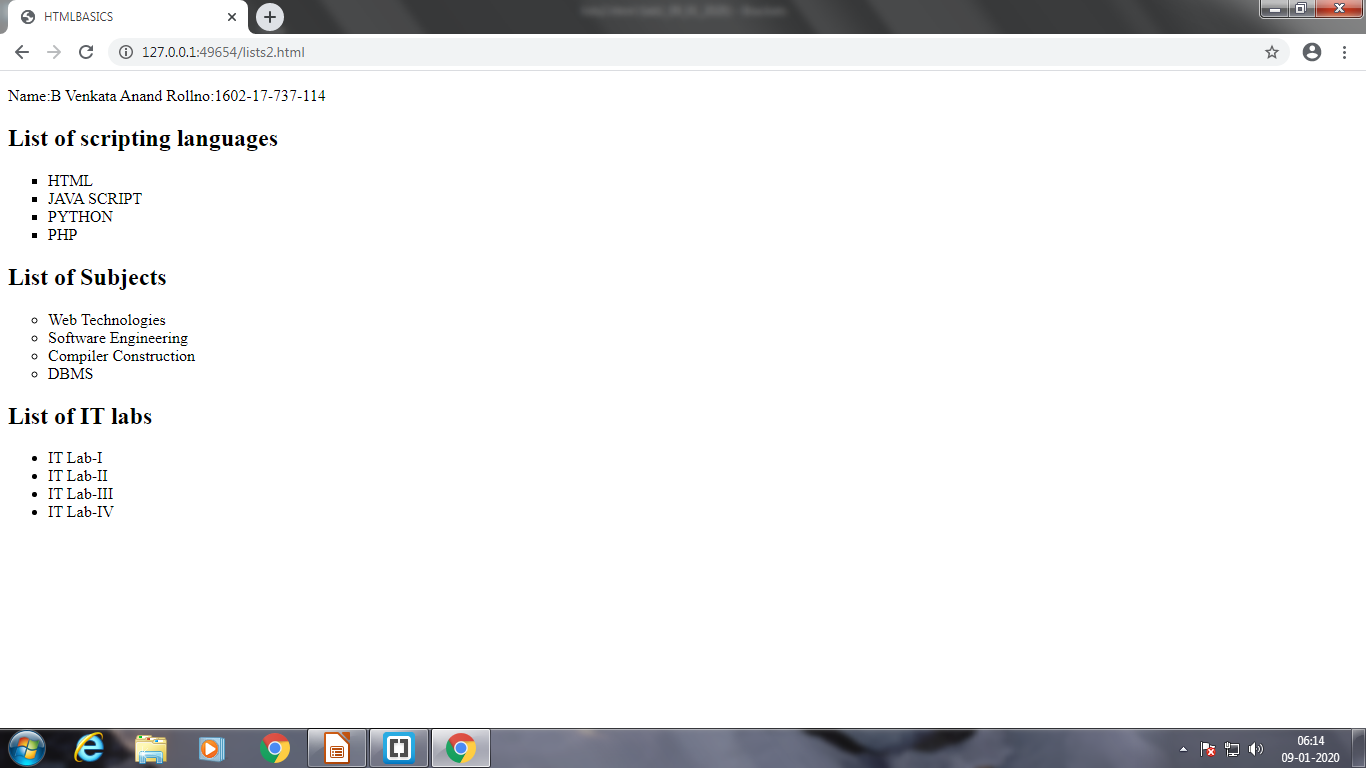 HTMLBASICS
127.0.0.1:49654/lists2.html
Name:B Venkata Anand Rollno:1602-17-737-114
List of scripting languages
HTML
JAVA SCRIPT
PYTHON
PHP
List of Subjects
Web Technologies
Software Engineering
Compiler Construction
DBMS
List of IT labs
IT Lab-I
IT Lab-II
IT Lab-III
IT Lab-IV
06:14
09-01-2020